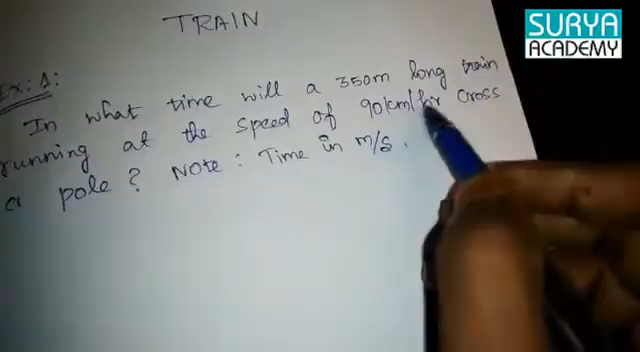 SURYA
ACADEMY
TRAIN
Ex: 1:
In what time will a 350m long train
running at the speed of 90km/hr cross
a pole ? Note : Time in m/s .